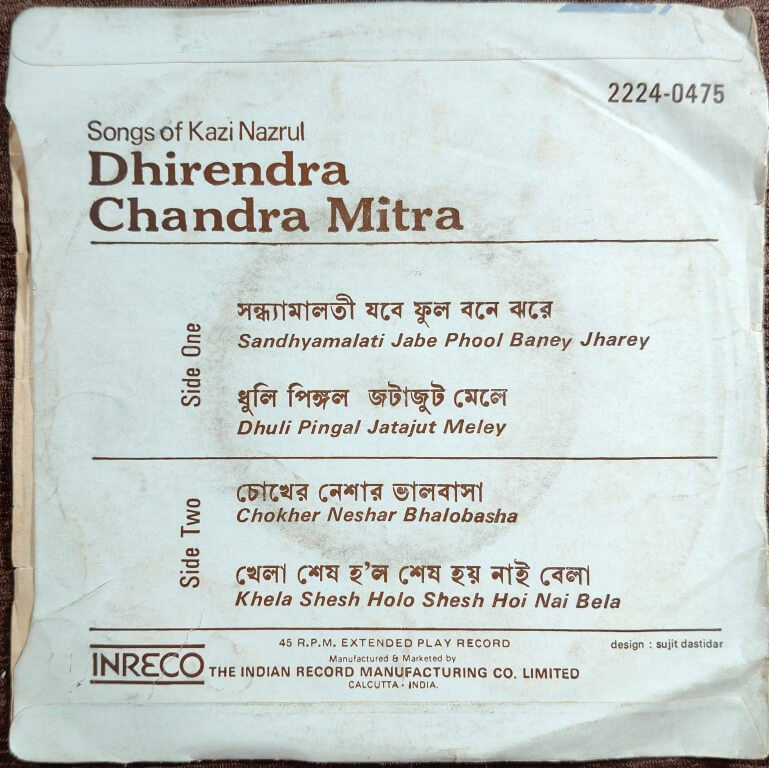 2224-0475
Songs of Kazi Nazrul
Dhirendra
Chandra Mitra
Side One
সন্ধ্যামালতী যবে ফুল বনে ঝরে
Sandhyamalati Jabe Phool Baney Jharey
ধুলি পিঙ্গল জটাজুট মেলে
Dhuli Pingal Jatajut Meley
Side Two
চোখের নেশার ভালবাসা
Chokher Neshar Bhalobasha
খেলা শেষ হ'ল শেষ হয় নাই বেলা
Khela Shesh Holo Shesh Hoi Nai Bela
45 R.P.M. EXTENDED PLAY RECORD
design : sujit dastidar
Manufactured & Marketed by
INRECO THE INDIAN RECORD MANUFACTURING CO. LIMITED
CALCUTTA · INDIA.